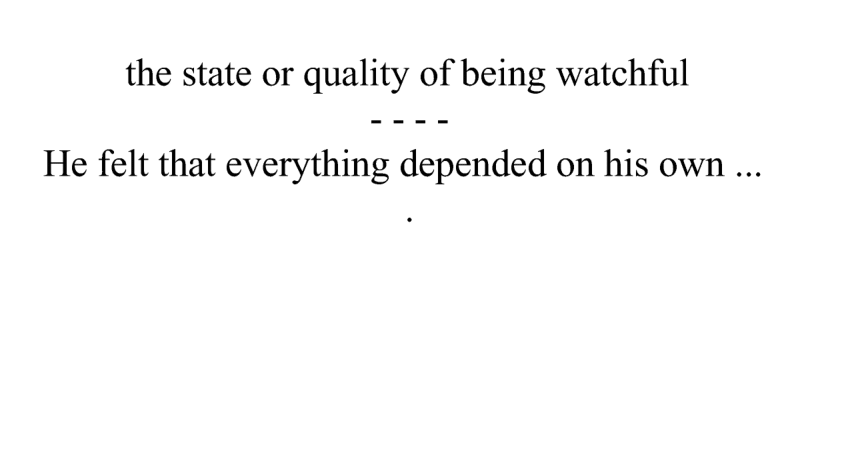 the state or quality of being watchful
- - - -
He felt that everything depended on his own ...
.